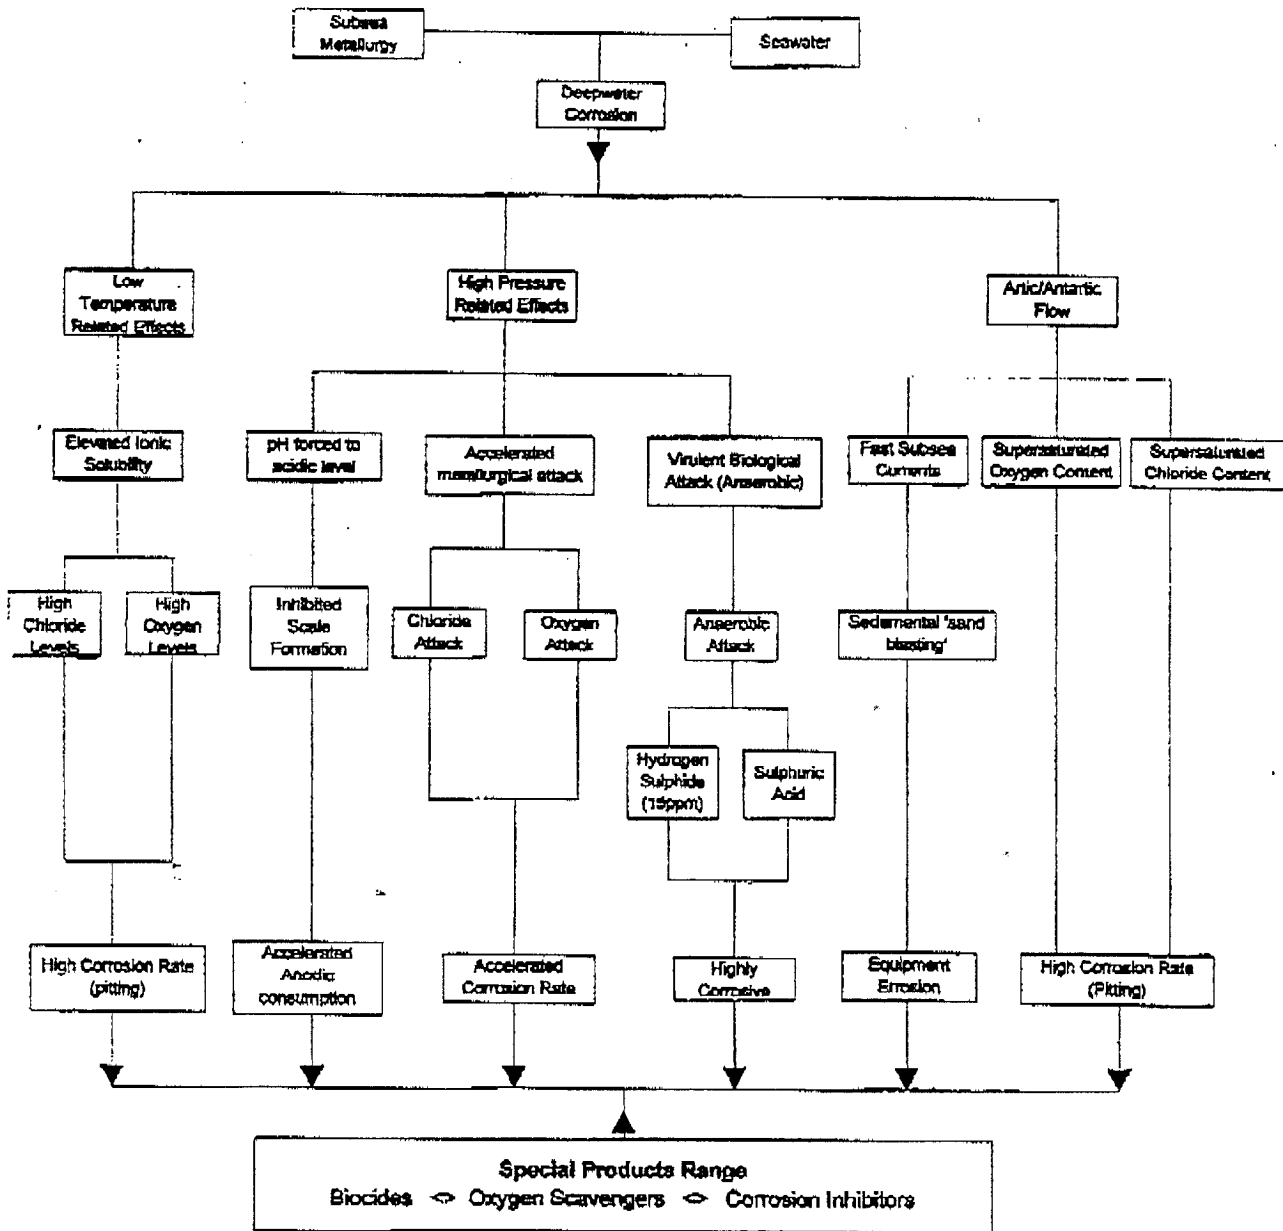 Subsea
Metallurgy
Seawater
Deepwater
Corrosion
Low
Temperature
Related Effects
High Pressure
Related Effects
Artic/Antartic
Flow
Elevated Ionic
Solubility
pH forced to
acidic level
Accelerated
metallurgical attack
Virulent Biological
Attack (Anaerobic)
Fast Subsea
Currents
Supersaturated
Oxygen Content
Supersaturated
Chloride Content
High
Chloride
Levels
High
Oxygen
Levels
Inhibited
Scale
Formation
Chloride
Attack
Oxygen
Attack
Anaerobic
Attack
Sedemental 'sand
blasting'
Hydrogen
Sulphide
(15ppm)
Sulphuric
Acid
High Corrosion Rate
(pitting)
Accelerated
Anodic
consumption
Accelerated
Corrosion Rate
Highly
Corrosive
Equipment
Errosion
High Corrosion Rate
(Pitting)
Special Products Range
Biocides <> Oxygen Scavengers <> Corrosion Inhibitors